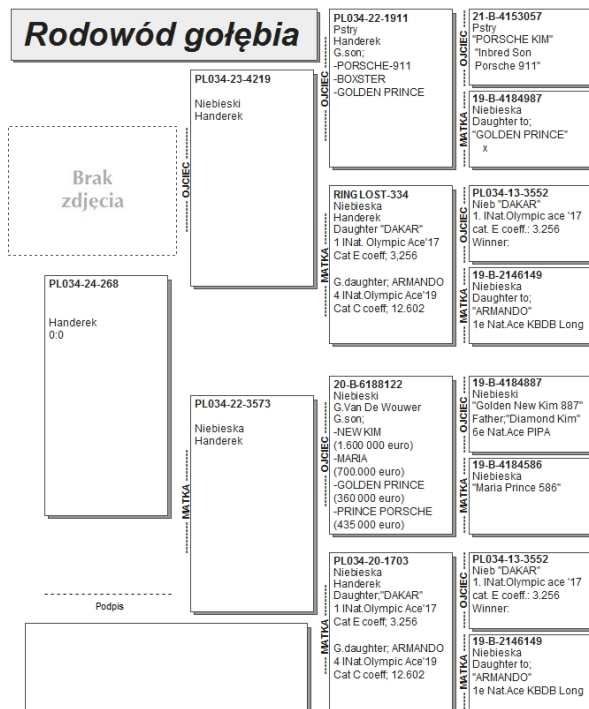 Rodowód gołębia
Brak
zdjęcia
PL034-24-268
Handerek
0:0
Podpis
OJCIEC
PL034-23-4219
Niebieski
Handerek
MATKA
PL034-22-3573
Niebieska
Handerek
OJCIEC
PL034-22-1911
Pstry
Handerek
G.son;
-PORSCHE-911
-BOXSTER
-GOLDEN PRINCE
MATKA
RING LOST-334
Niebieska
Handerek
Daughter "DAKAR"
1 INat. Olympic Ace'17
Cat E coeff; 3,256
G.daughter; ARMANDO
4 INat.Olympic Ace'19
Cat C coeff; 12.602
OJCIEC
20-B-6188122
Niebieski
G.Van De Wouwer
G.son;
-NEW KIM
(1.600 000 euro)
-MARIA
(700.000 euro)
-GOLDEN PRINCE
(360 000 euro)
-PRINCE PORSCHE
(435 000 euro)
MATKA
PL034-20-1703
Niebieska
Handerek
Daughter;"DAKAR"
1 INat.Olympic Ace'17
Cat E coeff; 3.256
G.daughter; ARMANDO
4 INat.Olympic Ace'19
Cat C coeff; 12.602
OJCIEC
21-B-4153057
Pstry
"PORSCHE KIM"
"Inbred Son
Porsche 911"
MATKA
19-B-4184987
Niebieska
Daughter to;
"GOLDEN PRINCE"
x
OJCIEC
PL034-13-3552
Nieb "DAKAR"
1. INat.Olympic ace '17
cat. E coeff.: 3.256
Winner:
MATKA
19-B-2146149
Niebieska
Daughter to;
"ARMANDO"
1e Nat.Ace KBDB Long
OJCIEC
19-B-4184887
Niebieski
"Golden New Kim 887"
Father;"Diamond Kim"
6e Nat.Ace PIPA
MATKA
19-B-4184586
Niebieska
"Maria Prince 586"
OJCIEC
PL034-13-3552
Nieb "DAKAR"
1. INat.Olympic ace '17
cat. E coeff.: 3.256
Winner:
MATKA
19-B-2146149
Niebieska
Daughter to;
"ARMANDO"
1e Nat.Ace KBDB Long